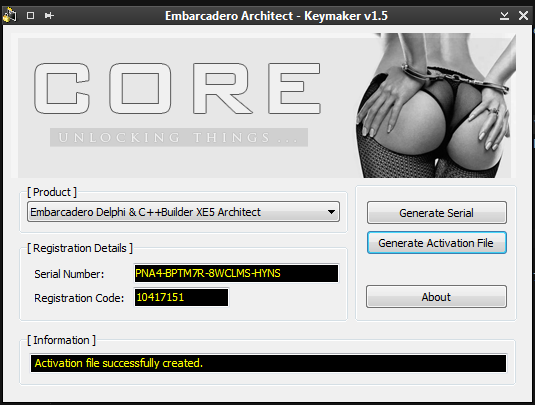 Embarcadero Architect - Keymaker v1.5
CORE
UNLOCKING THINGS...
[ Product ]
Embarcadero Delphi & C++Builder XE5 Architect
Generate Serial
Generate Activation File
[ Registration Details ]
Serial Number: PNA4-BPTM7R-8WCLMS-HYNS
Registration Code: 10417151
About
[ Information ]
Activation file successfully created.